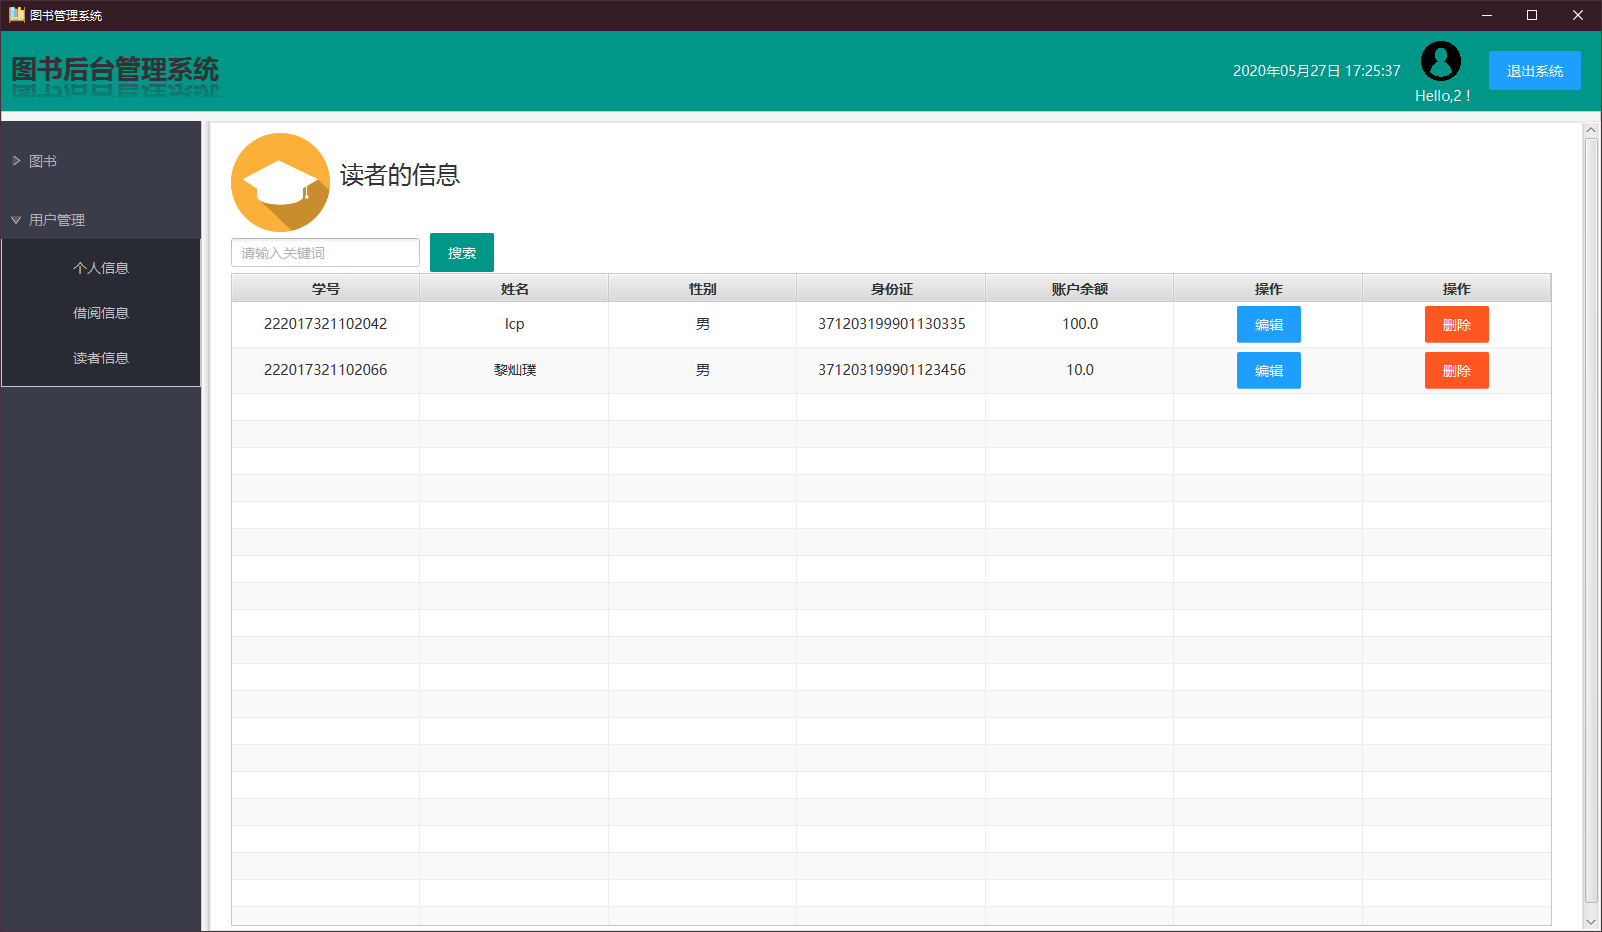 图书管理系统
图书后台管理系统
2020年05月27日 17:25:37
Hello,2 !
退出系统
图书
用户管理
个人信息
借阅信息
读者信息
读者的信息
请输入关键词
搜索
学号 姓名 性别 身份证 账户余额 操作 操作
222017321102042 lcp 男 371203199901130335 100.0 编辑 删除
222017321102066 黎灿璞 男 371203199901123456 10.0 编辑 删除